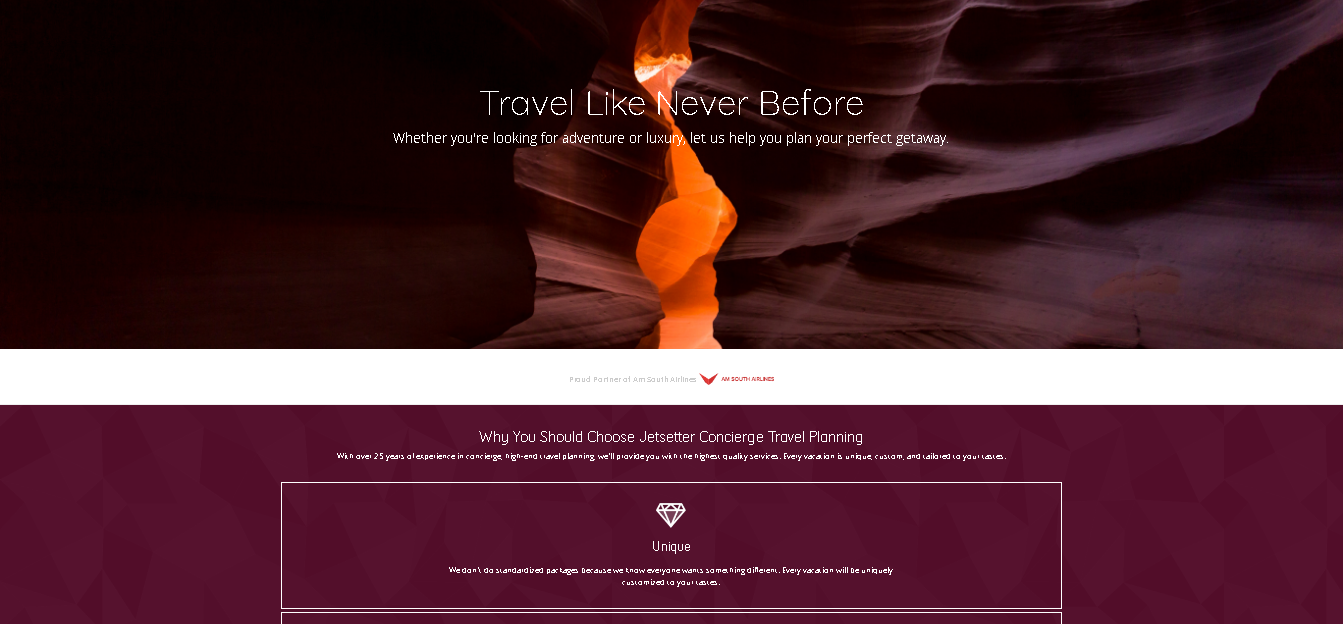 Travel Like Never Before
Whether you're looking for adventure or luxury, let us help you plan your perfect getaway.
Proud Partner of Am South Airlines AM SOUTH AIRLINES
Why You Should Choose Jetsetter Concierge Travel Planning
With over 25 years of experience in concierge, high-end travel planning, we'll provide you with the highest quality services. Every vacation is unique, custom, and tailored to your tastes.
Unique
We don't do standardized packages because we know everyone wants something different. Every vacation will be uniquely
customized to your tastes.